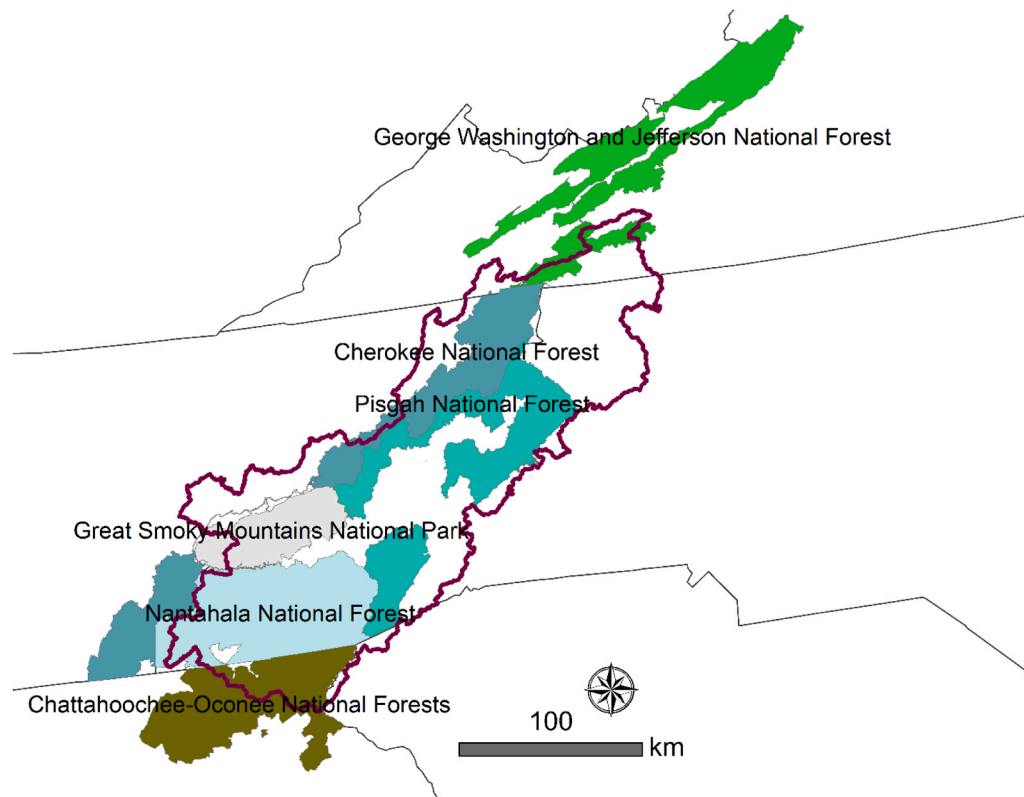 George Washington and Jefferson National Forest
Cherokee National Forest
Pisgah National Forest
Great Smoky Mountains National Park
Nantahala National Forest
Chattahoochee-Oconee National Forests
100
km